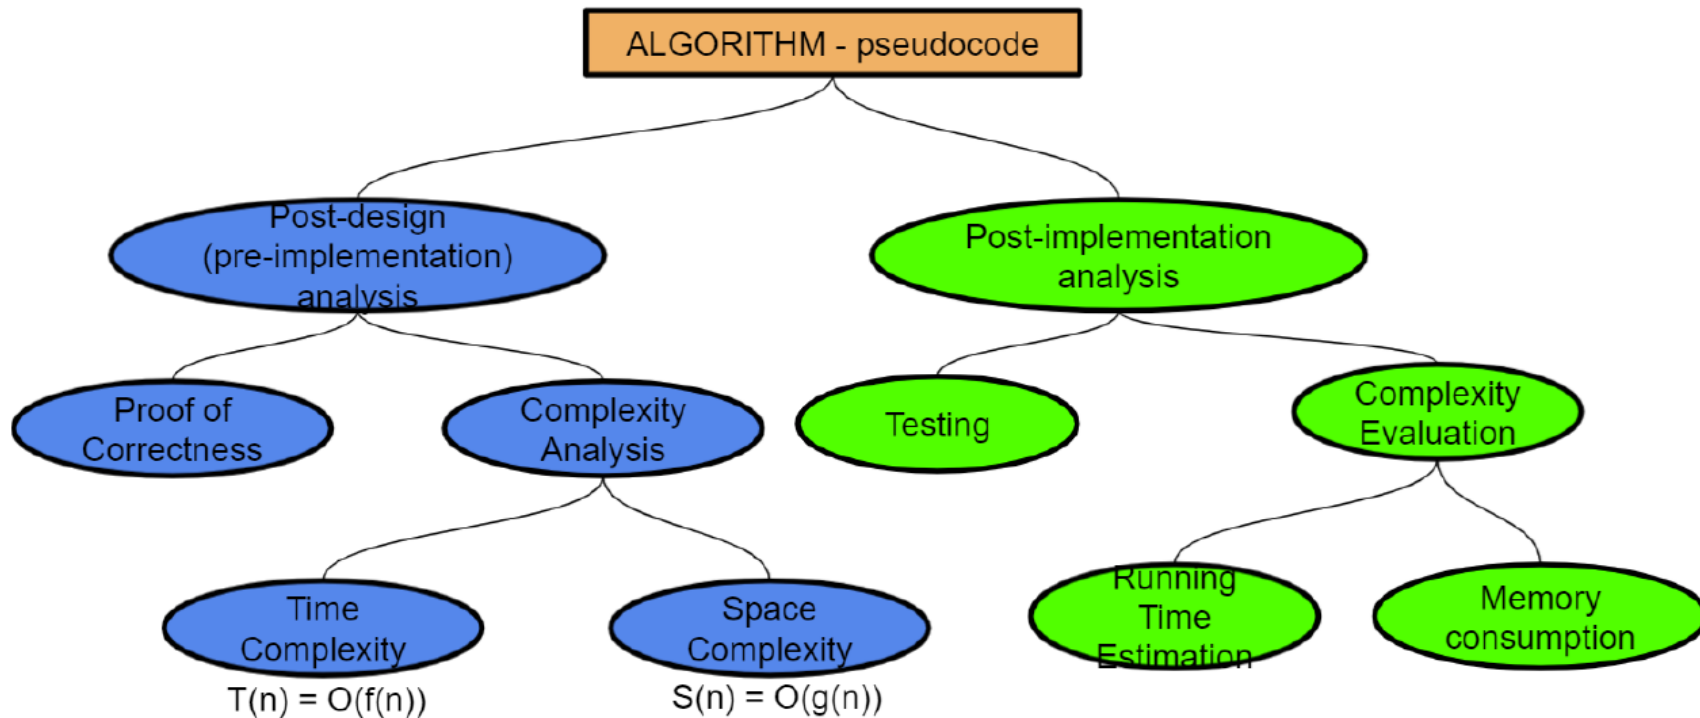 ALGORITHM - pseudocode
Post-design
(pre-implementation)
analysis
Post-implementation
analysis
Proof of
Correctness
Complexity
Analysis
Testing
Complexity
Evaluation
Time
Complexity
T(n) = O(f(n))
Space
Complexity
S(n) = O(g(n))
Running
Time
Estimation
Memory
consumption